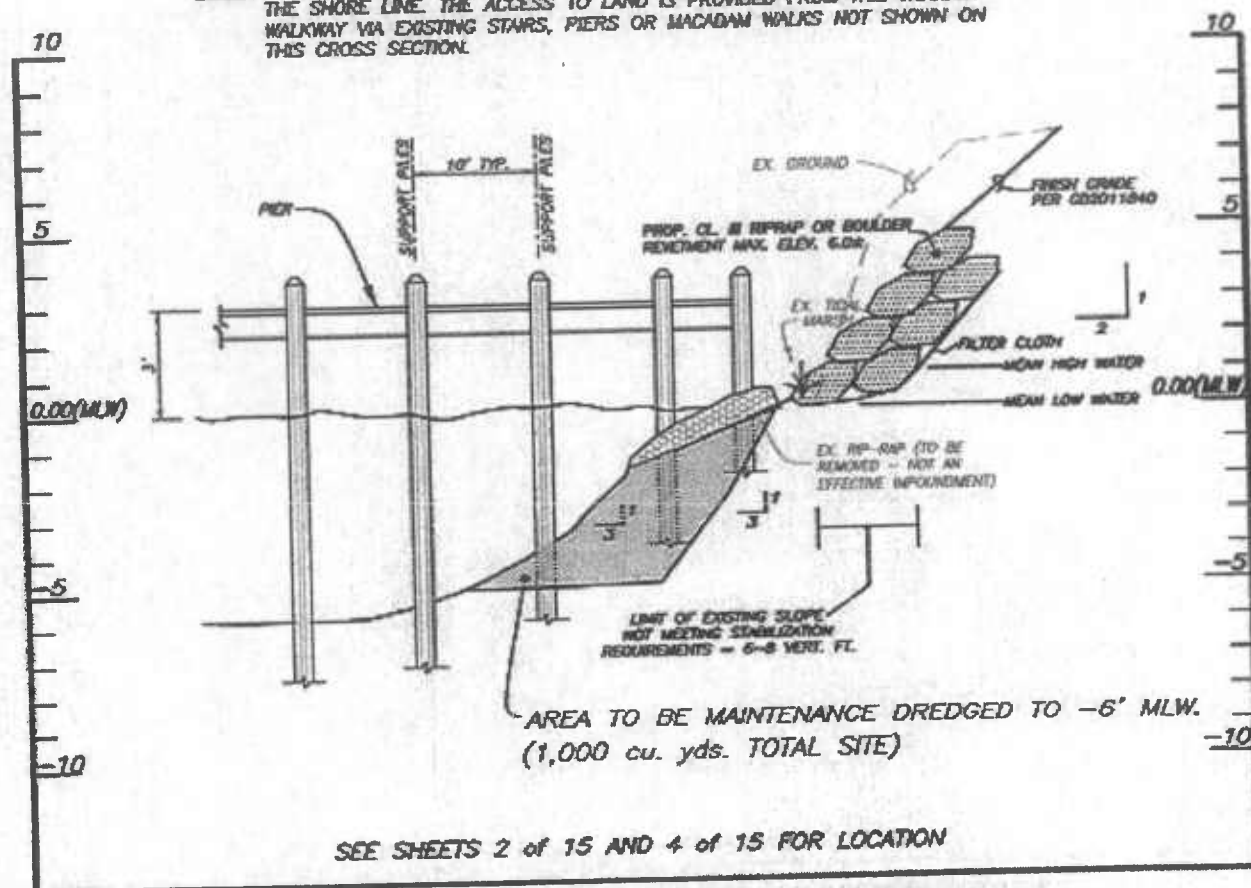 THE SHORE LINE. THE ACCESS TO LAND IS PROVIDED FROM THE
WALKWAY VIA EXISTING STAIRS, PIERS OR MACADAM WALKS NOT SHOWN ON
THIS CROSS SECTION.
10
10
SUPPORT PILES
10' TYP.
SUPPORT PILES
EX. GROUND
FINISH GRADE
PER GD2011040
PIER
PROP. CL. III RIPRAP OR BOULDER
REVETMENT MAX. ELEV. 6.0±
5
5
EX. TIDAL
MARSH
1
2
3'
FILTER CLOTH
MEAN HIGH WATER
0.00(MLW)
MEAN LOW WATER
0.00(MLW)
EX. RIP-RAP (TO BE
REMOVED - NOT AN
EFFECTIVE IMPOUNDMENT)
1
3
1
3
-5
-5
LIMIT OF EXISTING SLOPE
NOT MEETING STABILIZATION
REQUIREMENTS - 6-8 VERT. FT.
AREA TO BE MAINTENANCE DREDGED TO -6' MLW.
(1,000 cu. yds. TOTAL SITE)
-10
-10
SEE SHEETS 2 of 15 AND 4 of 15 FOR LOCATION